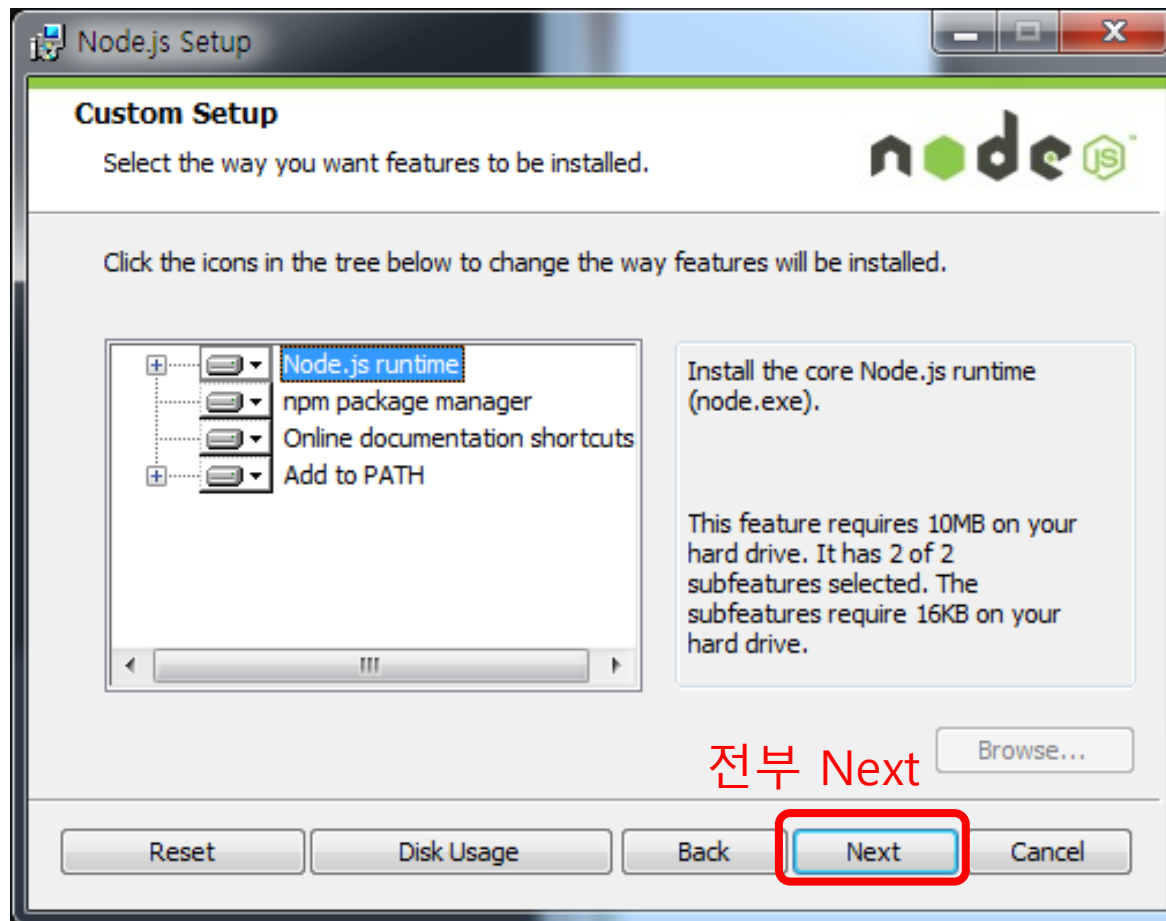 Node.js Setup
Custom Setup
Select the way you want features to be installed.
node JS
Click the icons in the tree below to change the way features will be installed.
Node.js runtime
npm package manager
Online documentation shortcuts
Add to PATH
Install the core Node.js runtime
(node.exe).
This feature requires 10MB on your
hard drive. It has 2 of 2
subfeatures selected. The
subfeatures require 16KB on your
hard drive.
전부 Next
Browse...
Reset
Disk Usage
Back
Next
Cancel